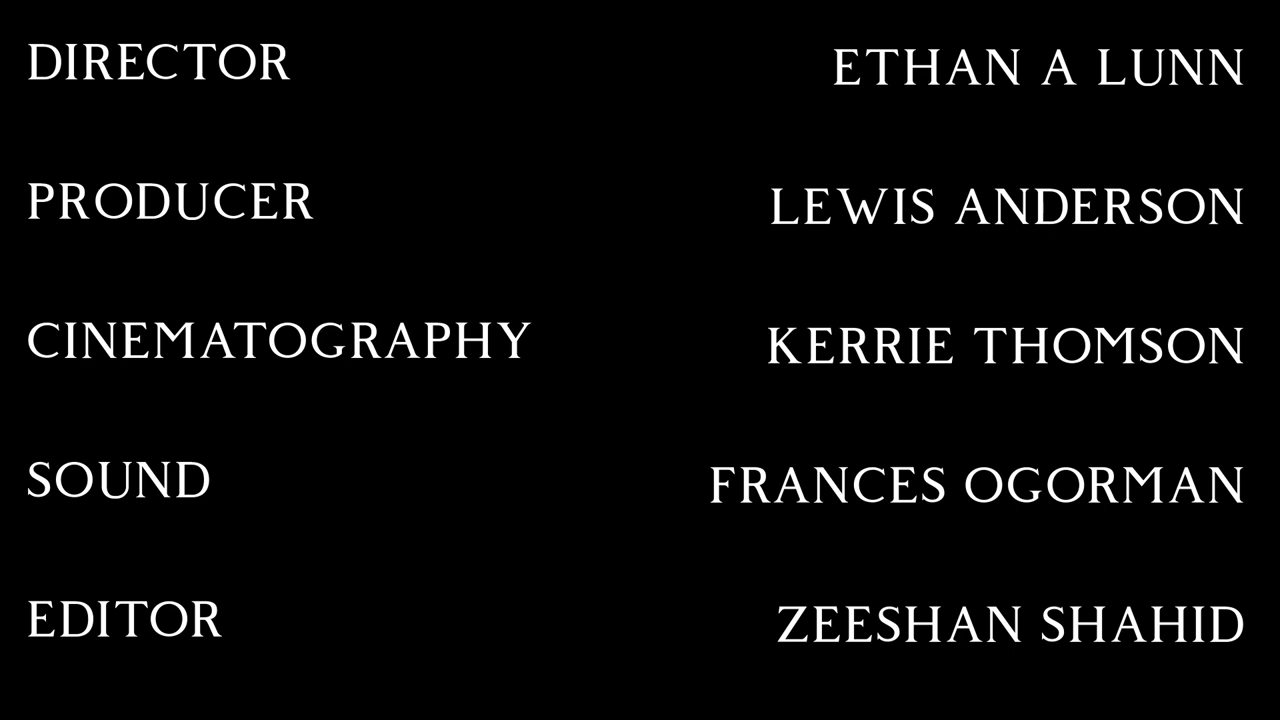 DIRECTOR ETHAN A LUNN
PRODUCER LEWIS ANDERSON
CINEMATOGRAPHY KERRIE THOMSON
SOUND FRANCES OGORMAN
EDITOR ZEESHAN SHAHID